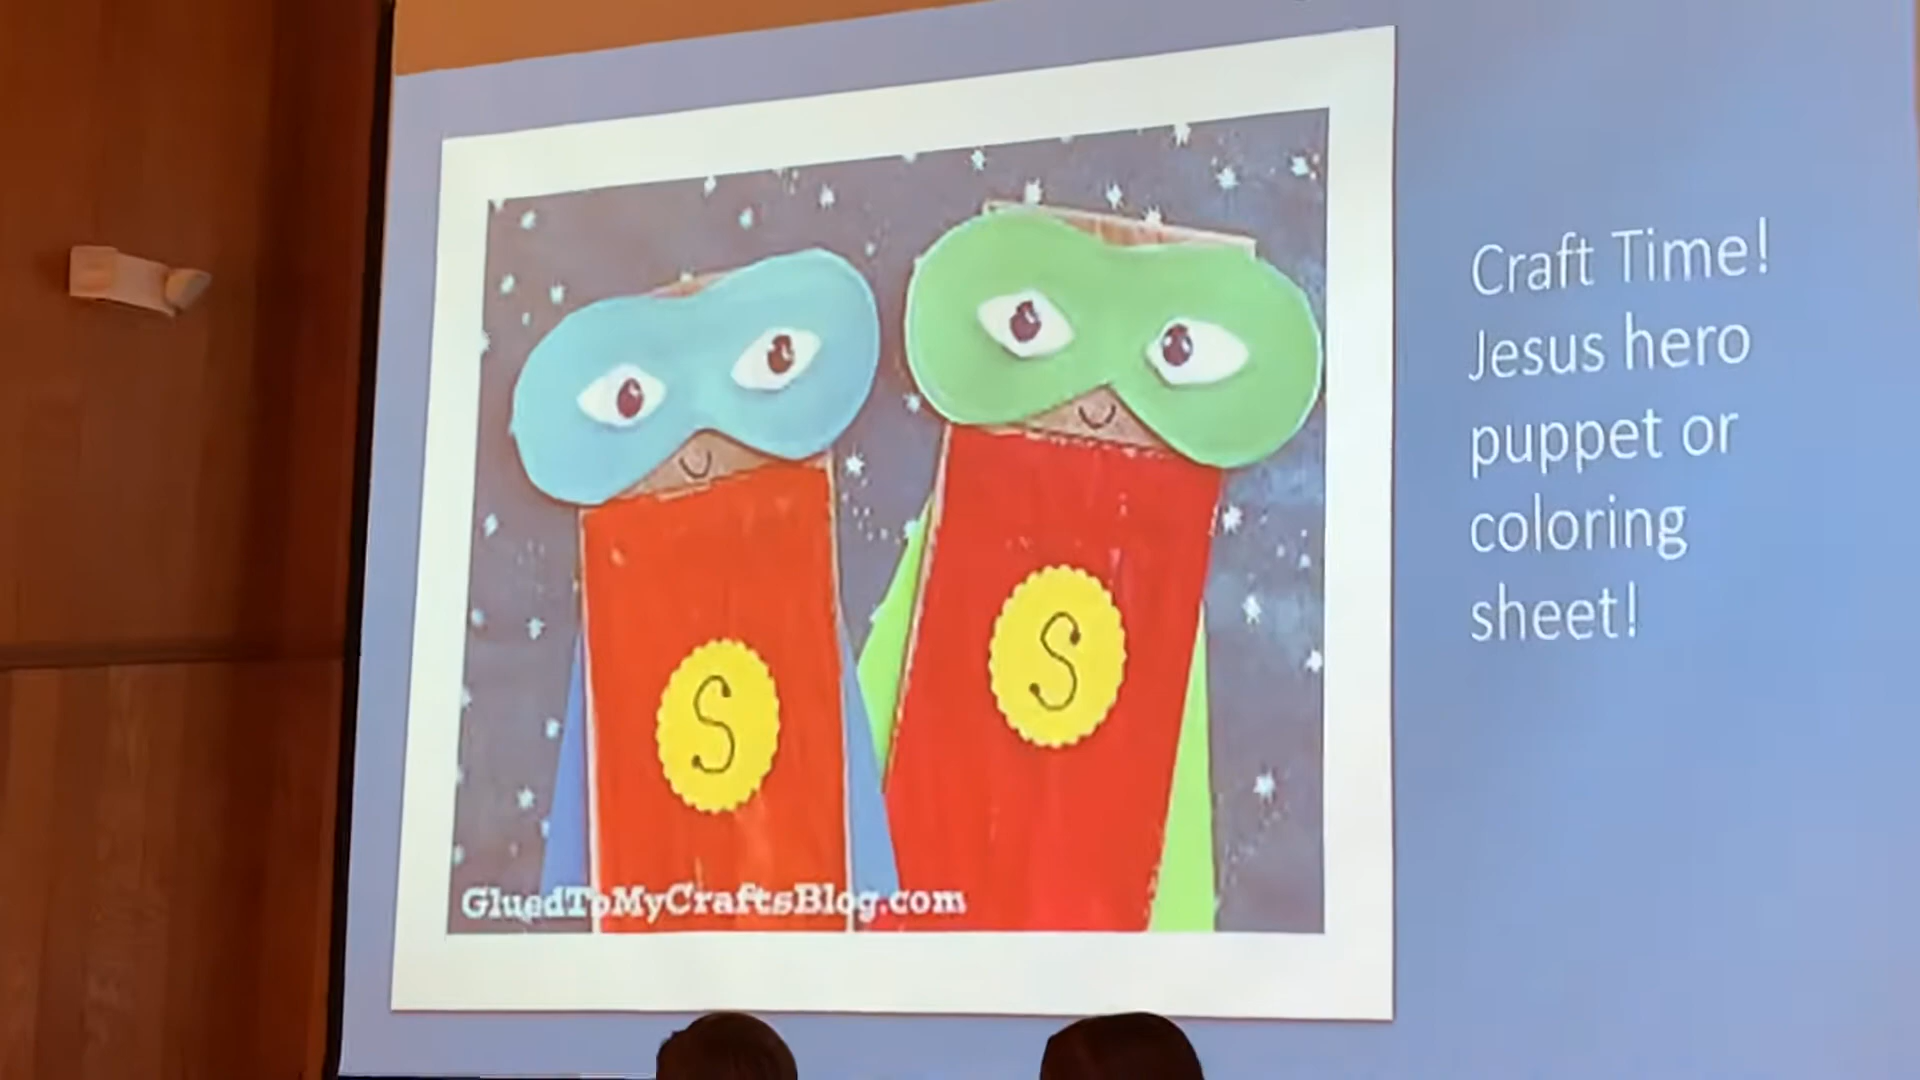 Craft Time!
Jesus hero
puppet or
coloring
sheet!
S
S
GluedToMyCraftsBlog.com